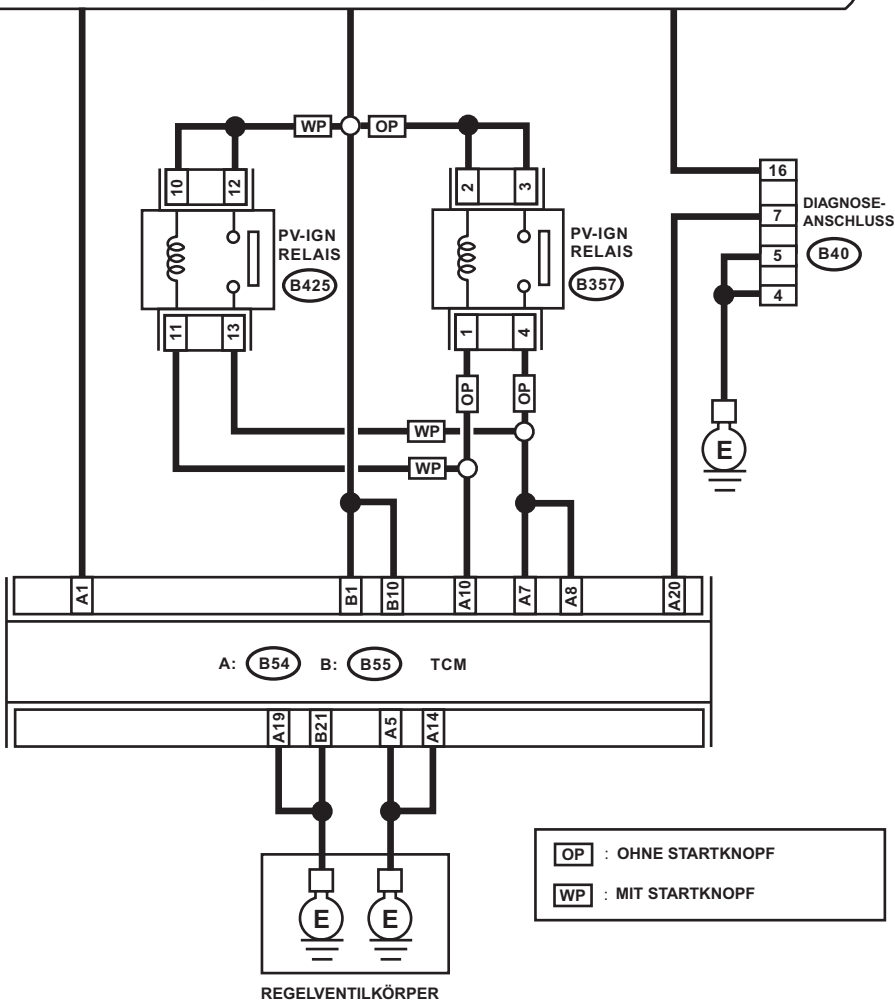 WP
OP
10
12
2
3
16
7
5
4
DIAGNOSE-
ANSCHLUSS
B40
PV-IGN
RELAIS
B425
PV-IGN
RELAIS
B357
11
13
1
4
OP
OP
WP
WP
E
A1
B1
B10
A10
A7
A8
A20
A: B54 B: B55 TCM
A19
B21
A5
A14
E
E
REGELVENTILKÖRPER
OP : OHNE STARTKNOPF
WP : MIT STARTKNOPF